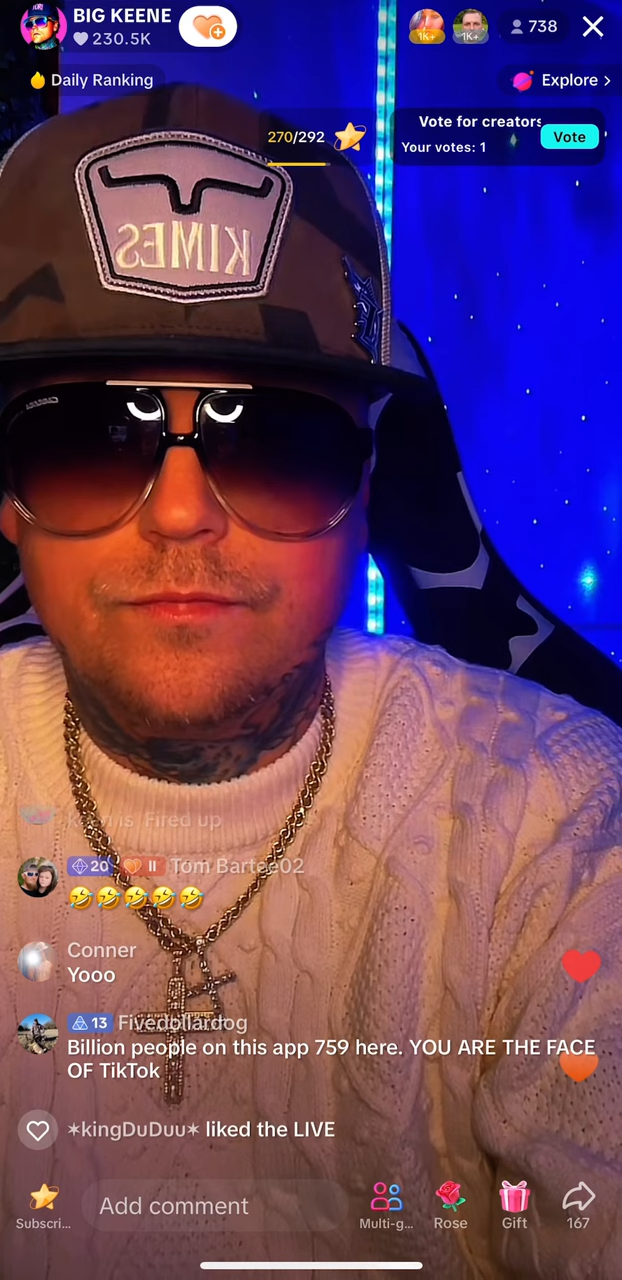 BIG KEENE
230.5K
1K+
1K+
738
Daily Ranking
Explore >
270/292
Vote for creators
Your votes: 1
Vote
KIMES
CARRERA
Fired up
20
II
Tom Bartee02
🤣🤣🤣🤣🤣
Conner
Yooo
13
Fivedollardog
Billion people on this app 759 here. YOU ARE THE FACE
OF TikTok
✶kingDuDuu✶ liked the LIVE
Subscri...
Add comment
Multi-g...
Rose
Gift
167